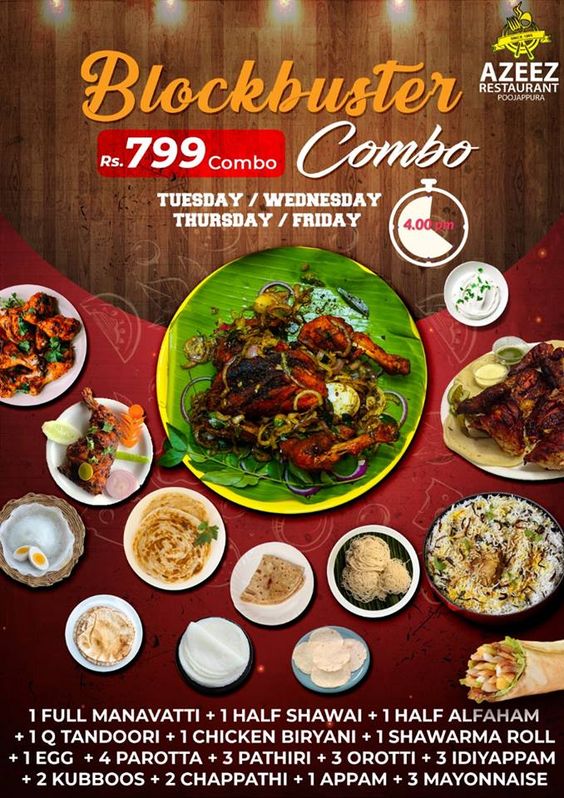 SINCE 1980
AZEEZ
RESTAURANT
POOJAPPURA
Blockbuster
Rs. 799 Combo
Combo
TUESDAY / WEDNESDAY
THURSDAY / FRIDAY
4.00 pm
1 FULL MANAVATTI + 1 HALF SHAWAI + 1 HALF ALFAHAM
+ 1 Q TANDOORI + 1 CHICKEN BIRYANI + 1 SHAWARMA ROLL
+ 1 EGG + 4 PAROTTA + 3 PATHIRI + 3 OROTTI + 3 IDIYAPPAM
+ 2 KUBBOOS + 2 CHAPPATHI + 1 APPAM + 3 MAYONNAISE